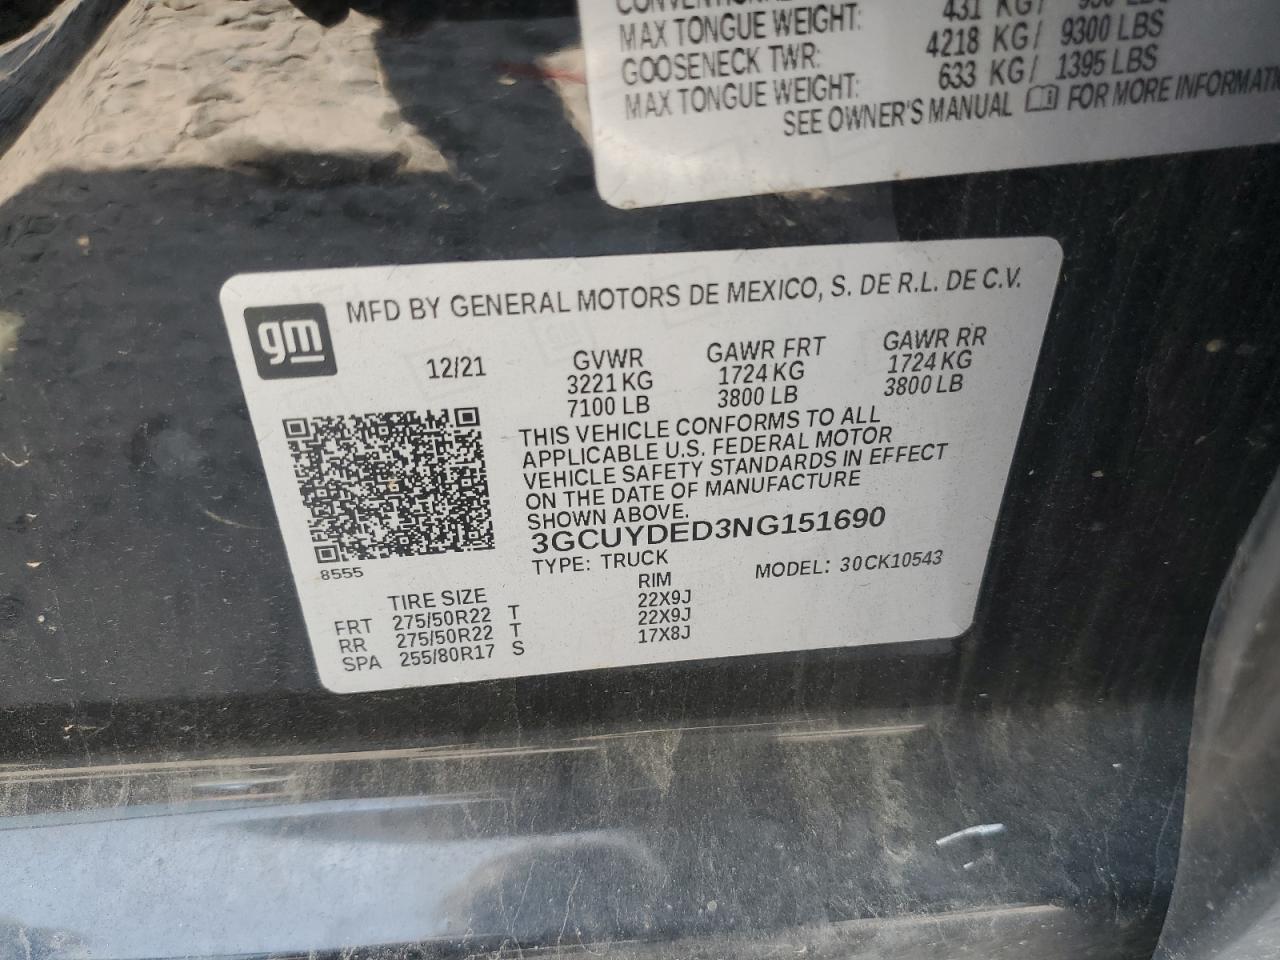 CONVENTIONAL
431 KG/ 950 LBS
MAX TONGUE WEIGHT:
4218 KG/ 9300 LBS
GOOSENECK TWR:
633 KG/ 1395 LBS
MAX TONGUE WEIGHT:
SEE OWNER'S MANUAL FOR MORE INFORMATI
gm MFD BY GENERAL MOTORS DE MEXICO, S. DE R.L. DE C.V.
12/21 GVWR GAWR FRT GAWR RR
3221 KG 1724 KG 1724 KG
7100 LB 3800 LB 3800 LB
THIS VEHICLE CONFORMS TO ALL
APPLICABLE U.S. FEDERAL MOTOR
VEHICLE SAFETY STANDARDS IN EFFECT
ON THE DATE OF MANUFACTURE
SHOWN ABOVE.
3GCUYDED3NG151690
8555 TYPE: TRUCK MODEL: 30CK10543
TIRE SIZE RIM
FRT 275/50R22 T 22X9J
RR 275/50R22 T 22X9J
SPA 255/80R17 S 17X8J